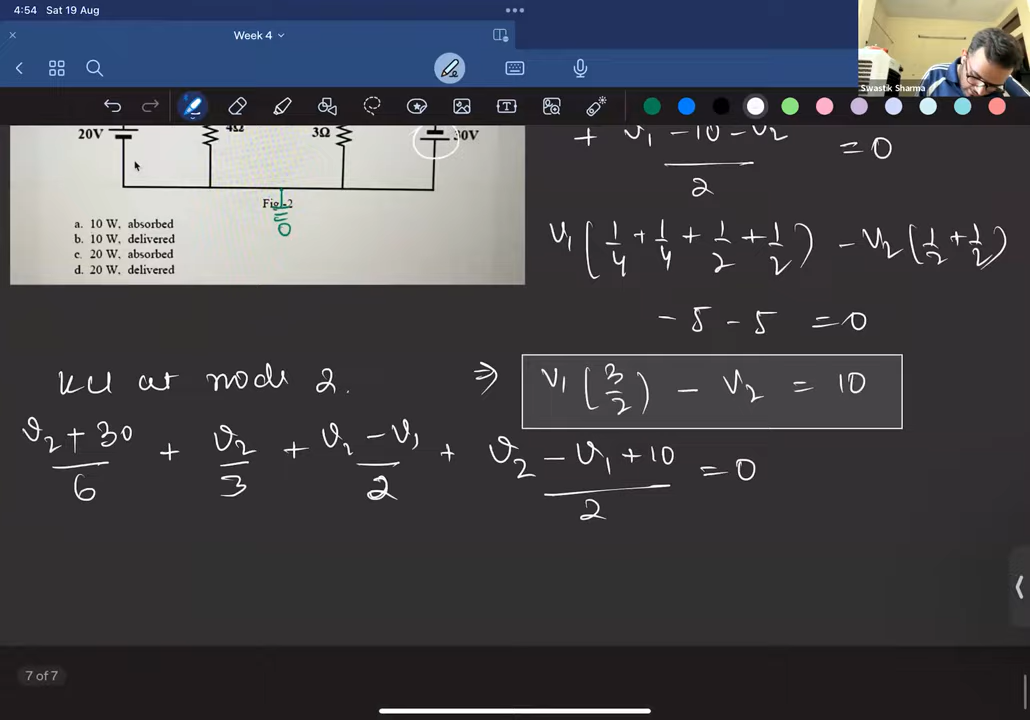 4:54 Sat 19 Aug
Week 4
Swastik Sharma
20V
4Ω
3Ω
30V
Fig-2
0
a. 10 W, absorbed
b. 10 W, delivered
c. 20 W, absorbed
d. 20 W, delivered
+ (v₁ - 10 - v₂)/2 = 0
v₁(1/4 + 1/4 + 1/2 + 1/2) - v₂(1/2 + 1/2)
- 5 - 5 = 0
⇒ v₁(3/2) - v₂ = 10
KCL at node 2.
(v₂ + 30)/6 + v₂/3 + (v₂ - v₁)/2 + (v₂ - v₁ + 10)/2 = 0
7 of 7